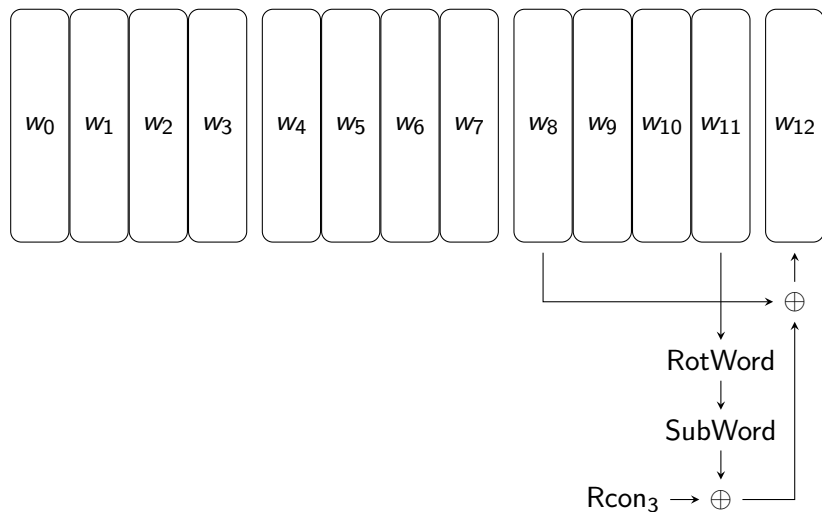 w₀ w₁ w₂ w₃ w₄ w₅ w₆ w₇ w₈ w₉ w₁₀ w₁₁ w₁₂
⊕
RotWord
SubWord
Rcon₃ ⊕